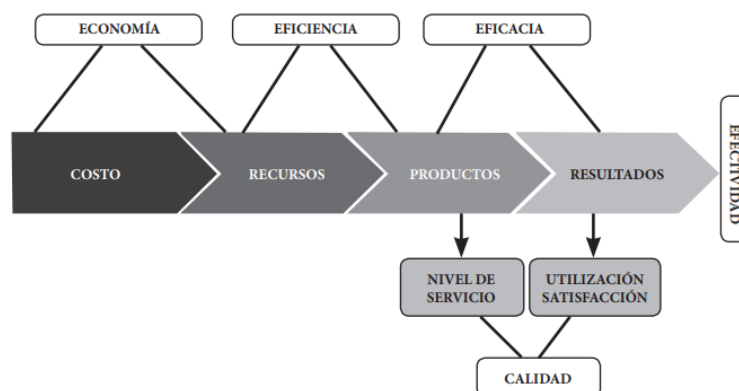 ECONOMÍA
EFICIENCIA
EFICACIA
COSTO
RECURSOS
PRODUCTOS
RESULTADOS
EFECTIVIDAD
NIVEL DE
SERVICIO
UTILIZACIÓN
SATISFACCIÓN
CALIDAD